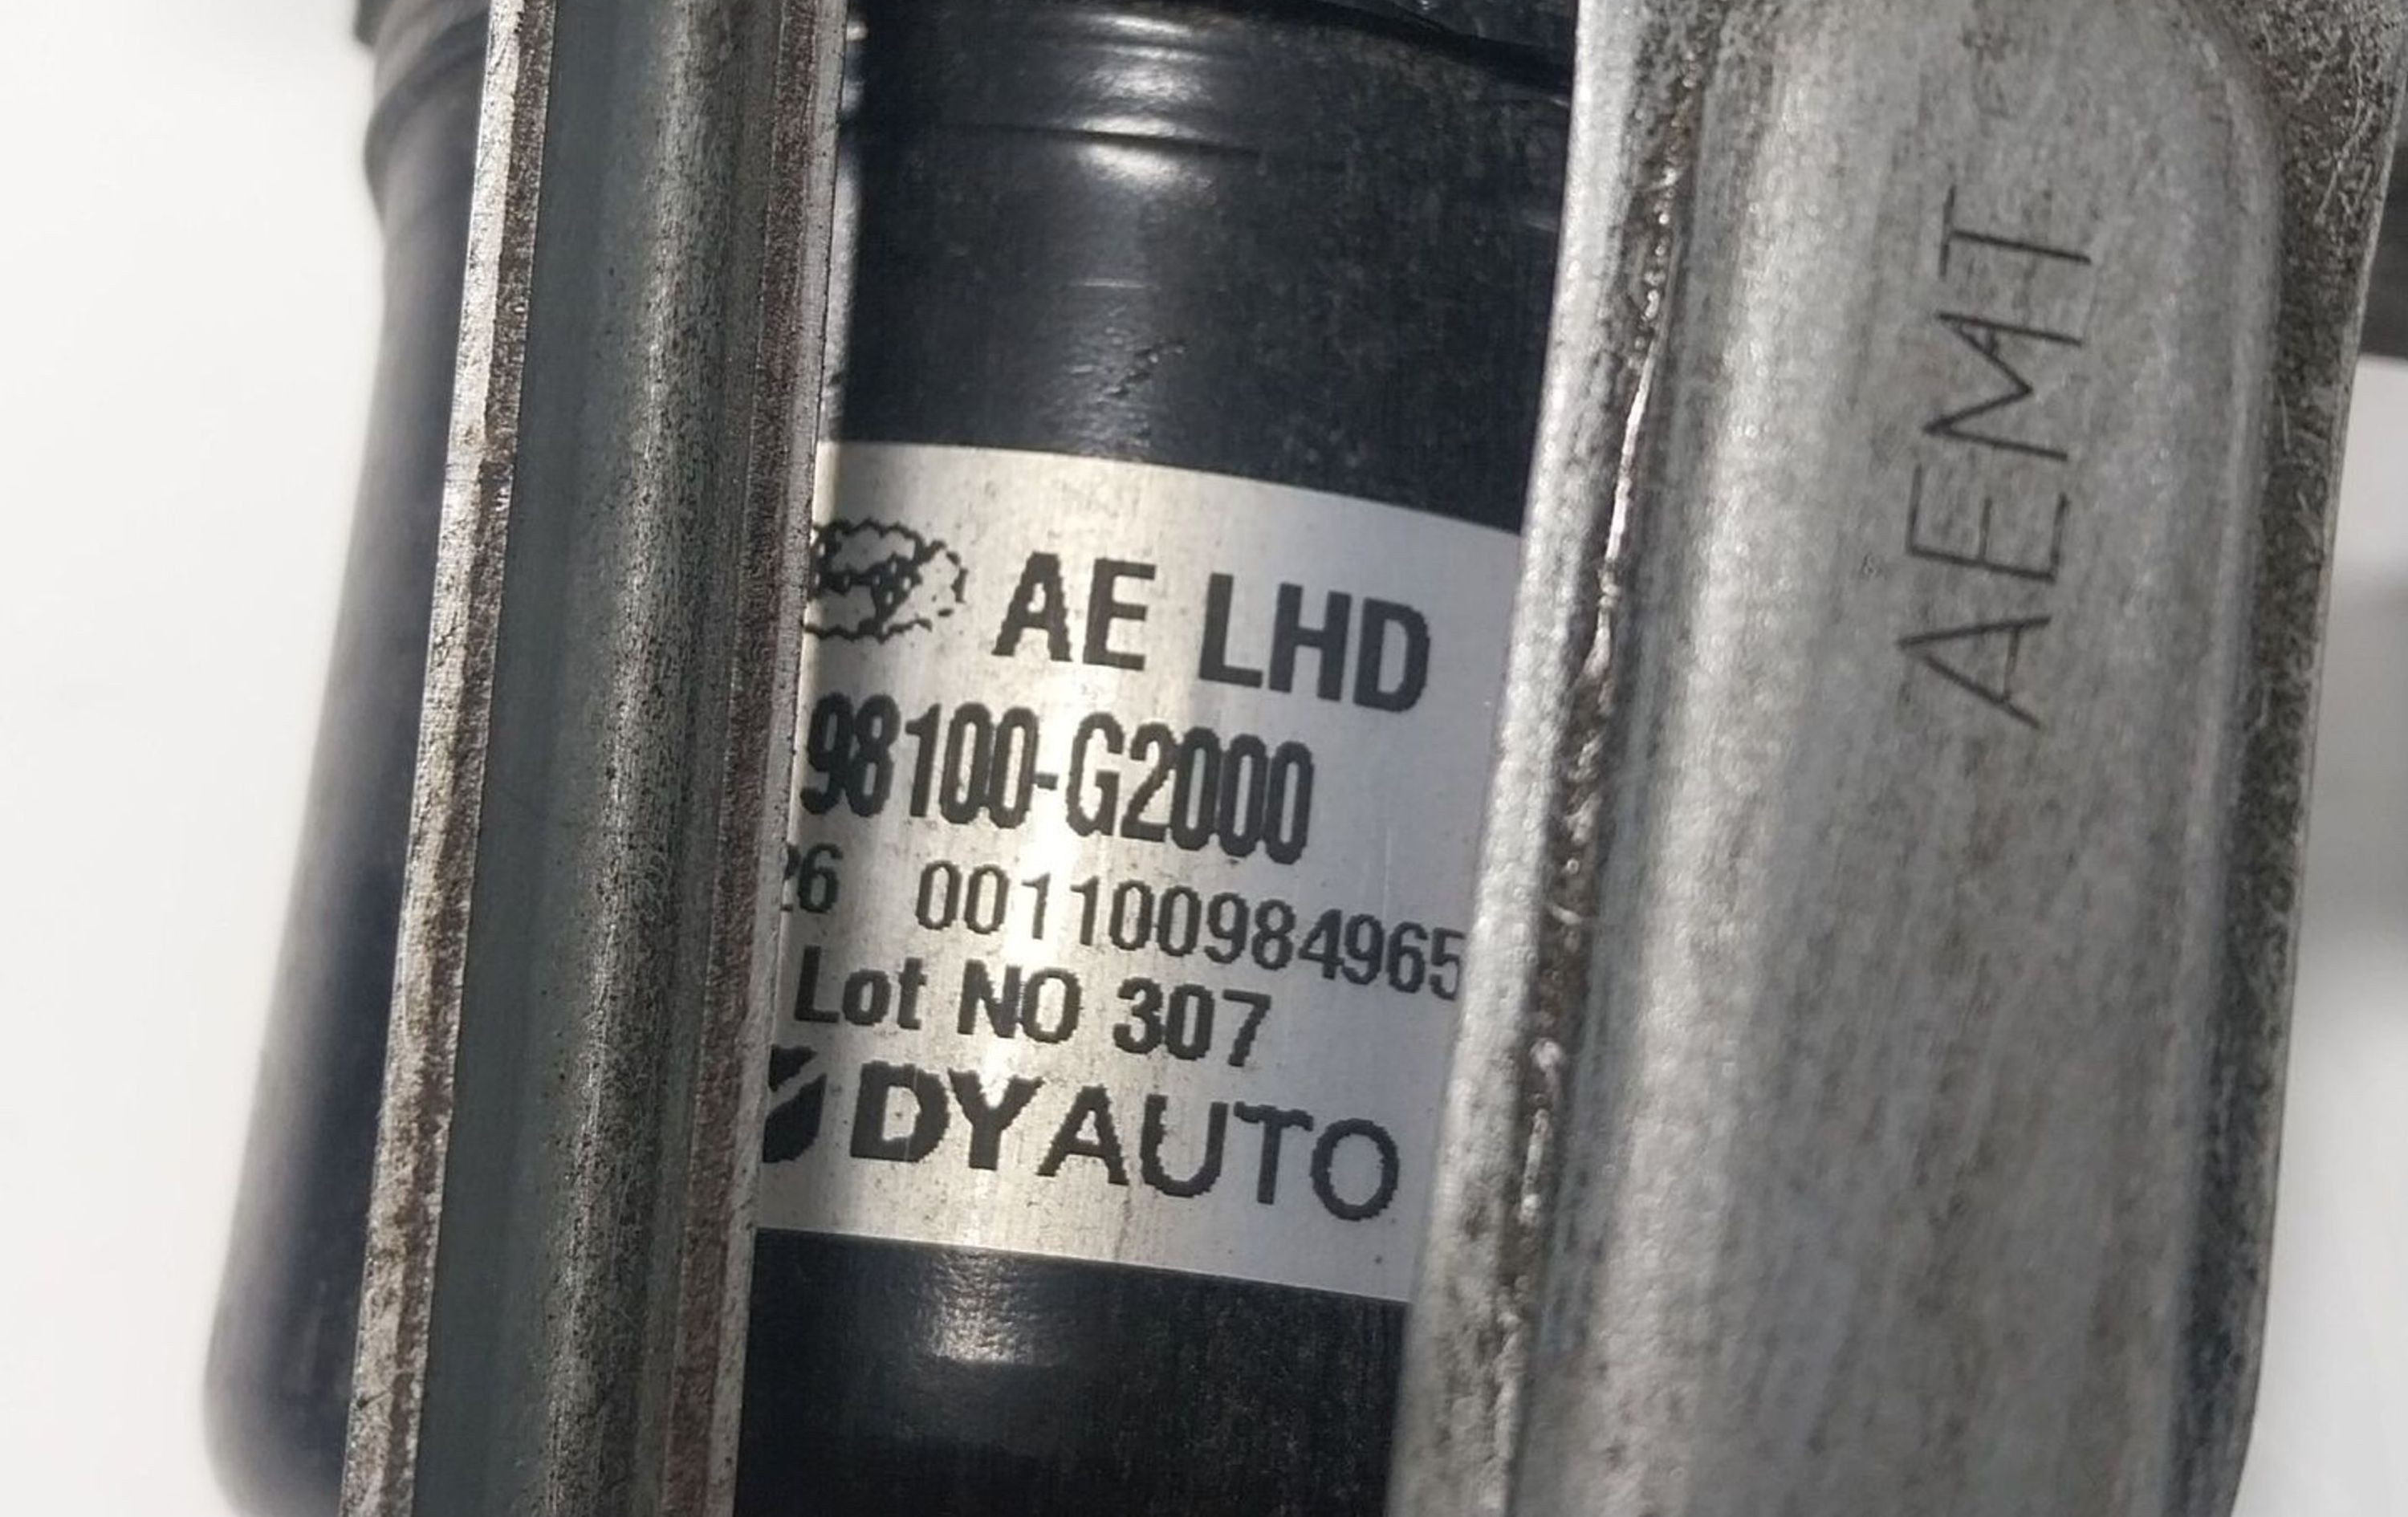 AE LHD
98100-G2000
26 001100984965
Lot NO 307
DYAUTO
AEMT